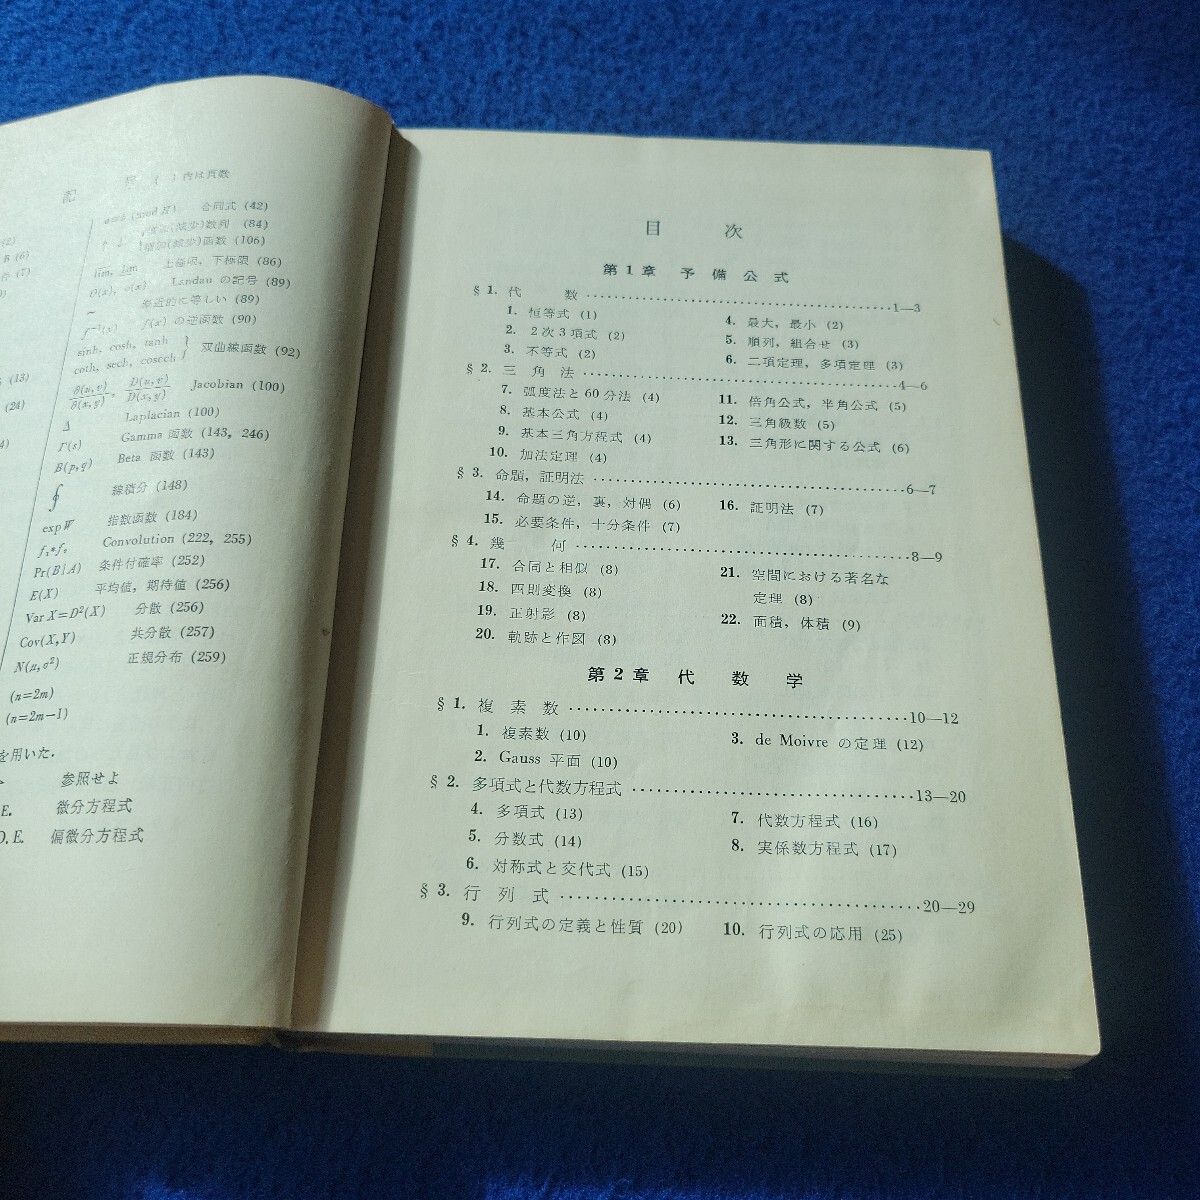 記 号 ( )内は頁数
(2)
B (6)
件 (7)
(13)
(24)
(mod n) 合同式 (42)
(減少)数列 (84)
増加(減少)函数 (106)
lim, lim 上極限, 下極限 (86)
O(x), o(x) Landau の記号 (89)
~ 漸近的に等しい (89)
f⁻¹(x) f(x) の逆函数 (90)
sinh, cosh, tanh
coth, sech, cosech } 双曲線函数 (92)
∂(u,v)/∂(x,y), D(u,v)/D(x,y) Jacobian (100)
Δ Laplacian (100)
Γ(s) Gamma 函数 (143, 246)
B(p,q) Beta 函数 (143)
∮ 線積分 (148)
exp W 指数函数 (184)
f₁*f₂ Convolution (222, 255)
Pr(B|A) 条件付確率 (252)
E(X) 平均値, 期待値 (256)
Var X=D²(X) 分散 (256)
Cov(X,Y) 共分散 (257)
N(μ,σ²) 正規分布 (259)
(n=2m)
(n=2m−1)
を用いた.
参照せよ
.E. 微分方程式
D.E. 偏微分方程式
目 次
第1章 予備公式
§1. 代 数 ……1—3
1. 恒等式 (1)
2. 2次3項式 (2)
3. 不等式 (2)
4. 最大, 最小 (2)
5. 順列, 組合せ (3)
6. 二項定理, 多項定理 (3)
§2. 三角法 ……4—6
7. 弧度法と60分法 (4)
8. 基本公式 (4)
9. 基本三角方程式 (4)
10. 加法定理 (4)
11. 倍角公式, 半角公式 (5)
12. 三角級数 (5)
13. 三角形に関する公式 (6)
§3. 命題, 証明法 ……6—7
14. 命題の逆, 裏, 対偶 (6)
15. 必要条件, 十分条件 (7)
16. 証明法 (7)
§4. 幾 何 ……8—9
17. 合同と相似 (8)
18. 四則変換 (8)
19. 正射影 (8)
20. 軌跡と作図 (8)
21. 空間における著名な
定理 (8)
22. 面積, 体積 (9)
第2章 代 数 学
§1. 複素数 ……10—12
1. 複素数 (10)
2. Gauss 平面 (10)
3. de Moivre の定理 (12)
§2. 多項式と代数方程式 ……13—20
4. 多項式 (13)
5. 分数式 (14)
6. 対称式と交代式 (15)
7. 代数方程式 (16)
8. 実係数方程式 (17)
§3. 行列式 ……20—29
9. 行列式の定義と性質 (20)
10. 行列式の応用 (25)